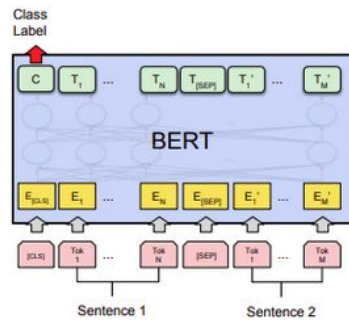 Class
Label
C T1 ... TN T[SEP] T1' ... TM'
BERT
E[CLS] E1 ... EN E[SEP] E1' ... EM'
[CLS] Tok 1 ... Tok N [SEP] Tok 1 ... Tok M
Sentence 1 Sentence 2